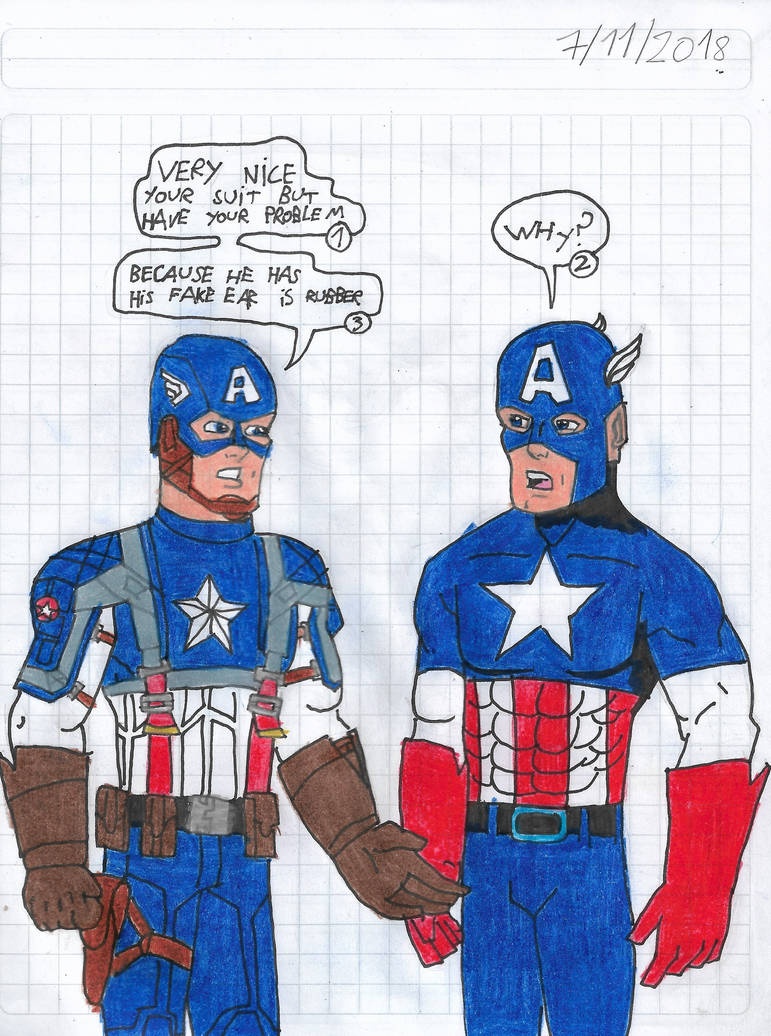 7/11/2018
VERY NICE
YOUR SUIT BUT
HAVE YOUR PROBLEM
1
WHY?
2
BECAUSE HE HAS
HIS FAKE EAR IS RUBBER
3
A
A